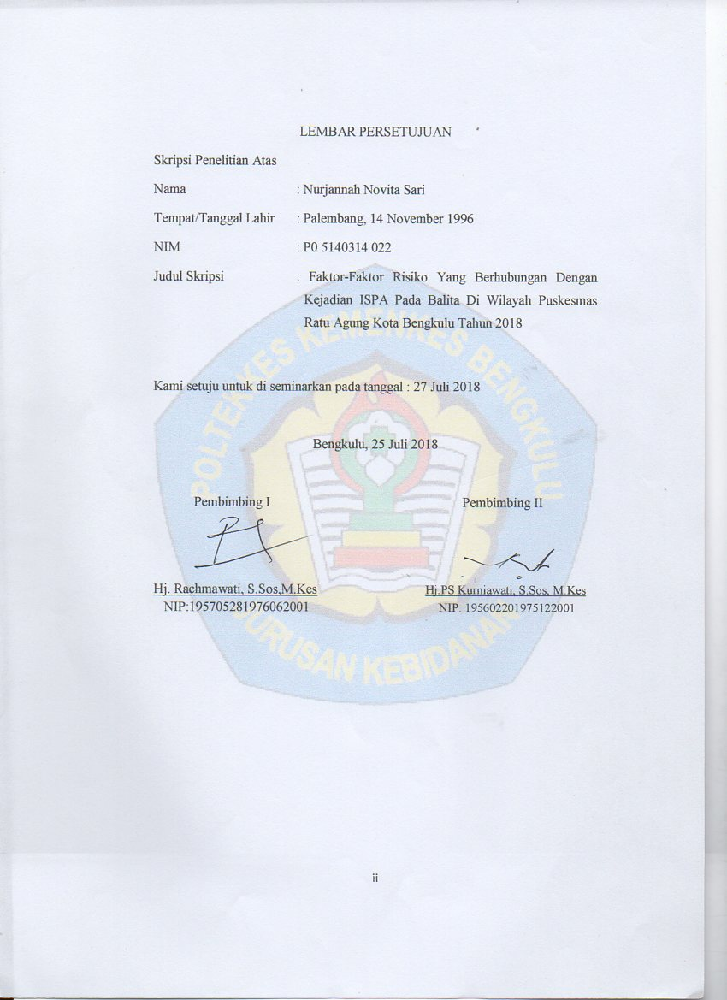 LEMBAR PERSETUJUAN
Skripsi Penelitian Atas
Nama : Nurjannah Novita Sari
Tempat/Tanggal Lahir : Palembang, 14 November 1996
NIM : P0 5140314 022
Judul Skripsi : Faktor-Faktor Risiko Yang Berhubungan Dengan
Kejadian ISPA Pada Balita Di Wilayah Puskesmas
Ratu Agung Kota Bengkulu Tahun 2018
POLTEKKES KEMENKES BENGKULU
Kami setuju untuk di seminarkan pada tanggal : 27 Juli 2018
Bengkulu, 25 Juli 2018
Pembimbing I Pembimbing II
Hj. Rachmawati, S.Sos,M.Kes Hj.PS Kurniawati, S.Sos, M.Kes
NIP:195705281976062001 NIP. 195602201975122001
JURUSAN KEBIDANAN
ii